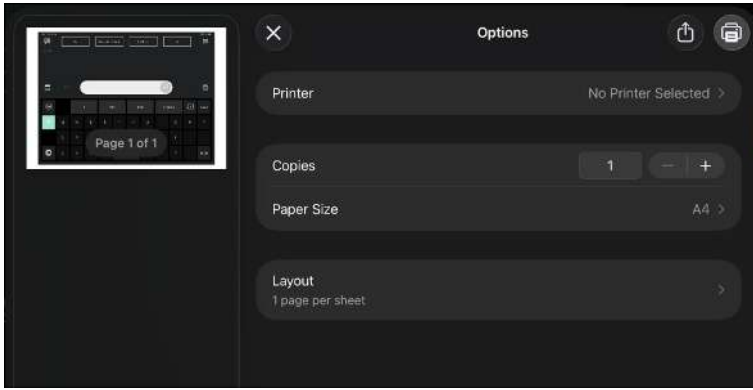 Options
Page 1 of 1
Printer
No Printer Selected
Copies
1
Paper Size
A4
Layout
1 page per sheet